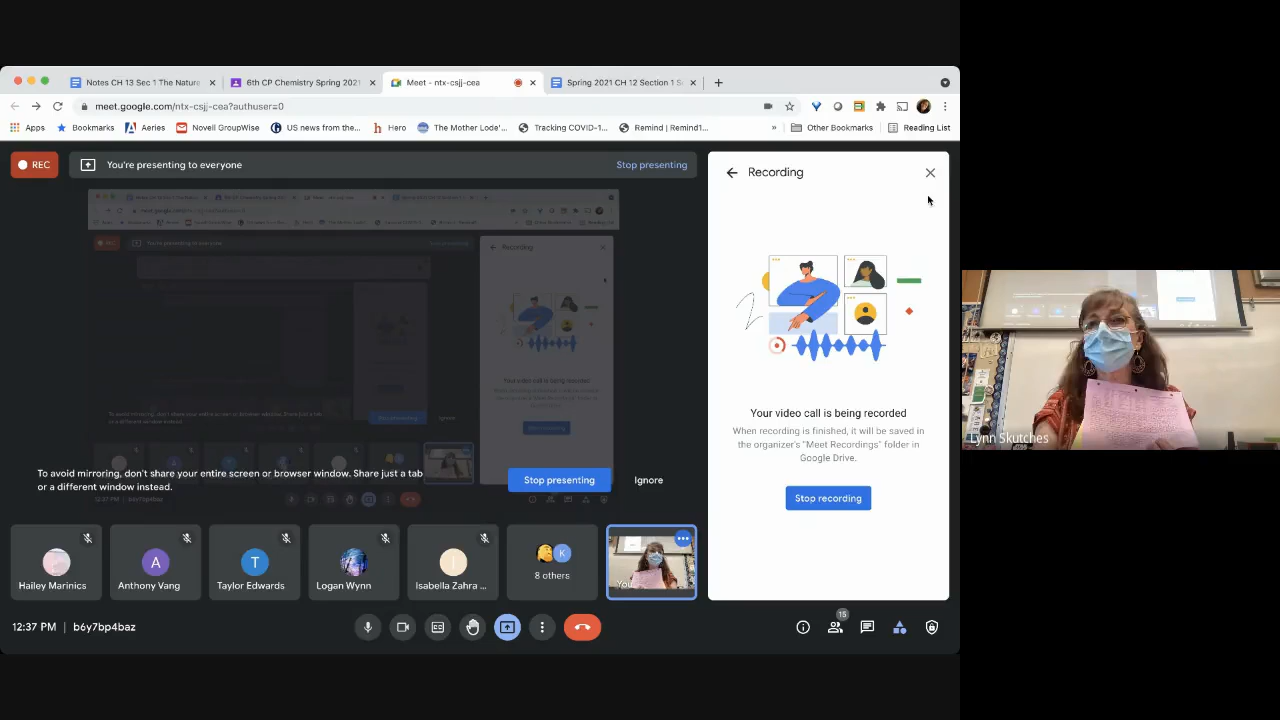 Notes CH 13 Sec 1 The Nature
6th CP Chemistry Spring 2021
Meet - ntx-csjj-cea
Spring 2021 CH 12 Section 1 S
meet.google.com/ntx-csjj-cea?authuser=0
Apps
Bookmarks
Aeries
Novell GroupWise
US news from the...
Hero
The Mother Lode'...
Tracking COVID-1...
Remind | Remind1...
»
Other Bookmarks
Reading List
REC
You're presenting to everyone
Stop presenting
Recording
Your video call is being recorded
When recording is finished, it will be saved in
the organizer's "Meet Recordings" folder in
Google Drive.
Stop recording
To avoid mirroring, don't share your entire screen or browser window. Share just a tab
or a different window instead.
Stop presenting
Ignore
Hailey Marinics
A
Anthony Vang
T
Taylor Edwards
Logan Wynn
I
Isabella Zahra ...
K
8 others
You
12:37 PM | b6y7bp4baz
15
Lynn Skutches